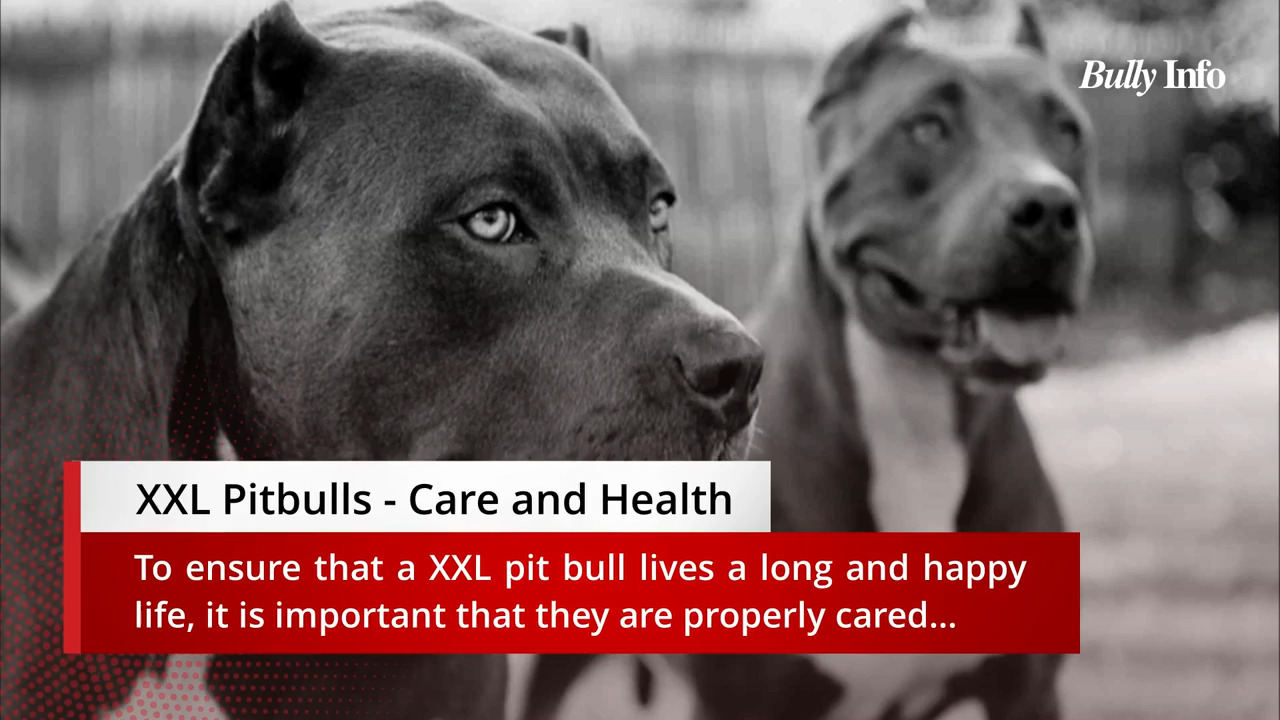 Bully Info
XXL Pitbulls - Care and Health
To ensure that a XXL pit bull lives a long and happy
life, it is important that they are properly cared...